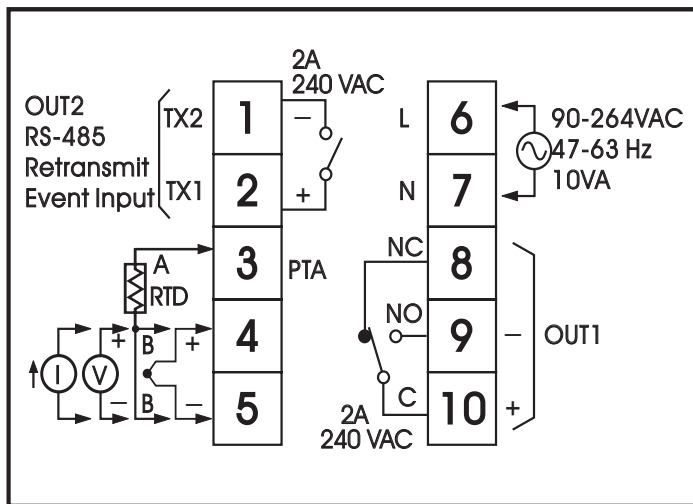 2A
240 VAC
OUT2
RS-485
Retransmit
Event Input
TX2
TX1
1
2
3
4
5
−
+
A
RTD
PTA
I
V
+
−
B
B
+
−
L
N
6
7
8
9
10
90-264VAC
47-63 Hz
10VA
NC
NO
C
−
+
OUT1
2A
240 VAC